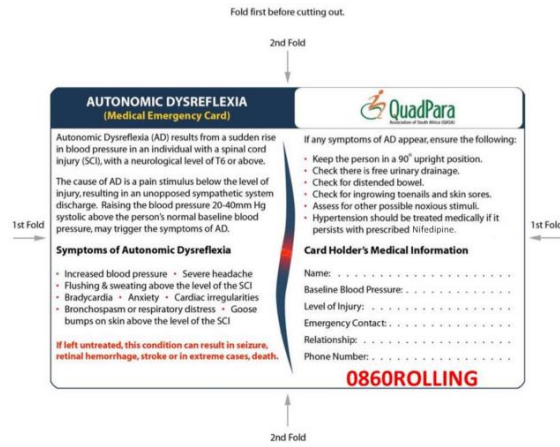 Fold first before cutting out.
2nd Fold
AUTONOMIC DYSREFLEXIA
(Medical Emergency Card)
Autonomic Dysreflexia (AD) results from a sudden rise
in blood pressure in an individual with a spinal cord
injury (SCI), with a neurological level of T6 or above.
The cause of AD is a pain stimulus below the level of
injury, resulting in an unopposed sympathetic system
discharge. Raising the blood pressure 20-40mm Hg
systolic above the person's normal baseline blood
pressure, may trigger the symptoms of AD.
1st Fold
Symptoms of Autonomic Dysreflexia
• Increased blood pressure • Severe headache
• Flushing & sweating above the level of the SCI
• Bradycardia • Anxiety • Cardiac irregularities
• Bronchospasm or respiratory distress • Goose
bumps on skin above the level of the SCI
If left untreated, this condition can result in seizure,
retinal hemorrhage, stroke or in extreme cases, death.
QuadPara
Association of South Africa (QASA)
If any symptoms of AD appear, ensure the following:
• Keep the person in a 90° upright position.
• Check there is free urinary drainage.
• Check for distended bowel.
• Check for ingrowing toenails and skin sores.
• Assess for other possible noxious stimuli.
• Hypertension should be treated medically if it
persists with prescribed Nifedipine.
1st Fold
Card Holder's Medical Information
Name: . . . . . . . . . . . . . . . . . . . . . .
Baseline Blood Pressure: . . . . . . . . . . . . .
Level of Injury: . . . . . . . . . . . . . . . . . .
Emergency Contact: . . . . . . . . . . . . . . .
Relationship: . . . . . . . . . . . . . . . . . . .
Phone Number: . . . . . . . . . . . . . . . . . .
0860ROLLING
2nd Fold